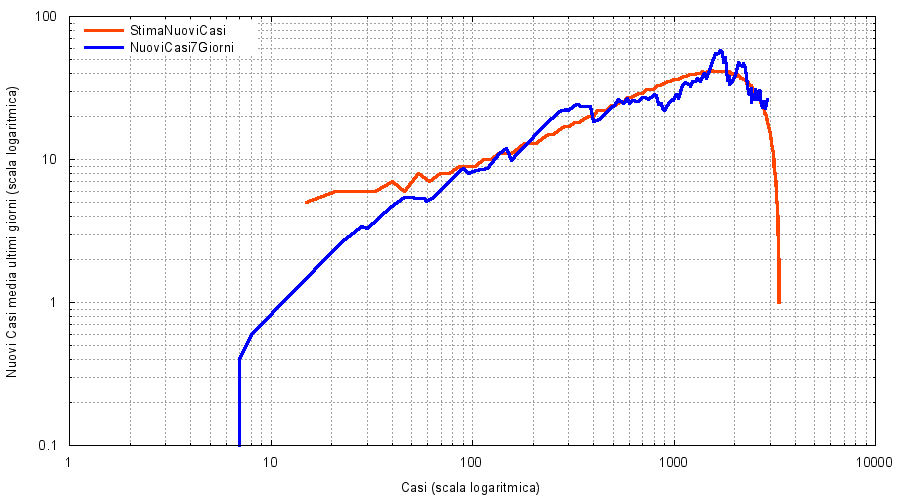 100
StimaNuoviCasi
NuoviCasi7Giorni
10
1
0.1
Nuovi Casi media ultimi giorni (scala logaritmica)
1 10 100 1000 10000
Casi (scala logaritmica)